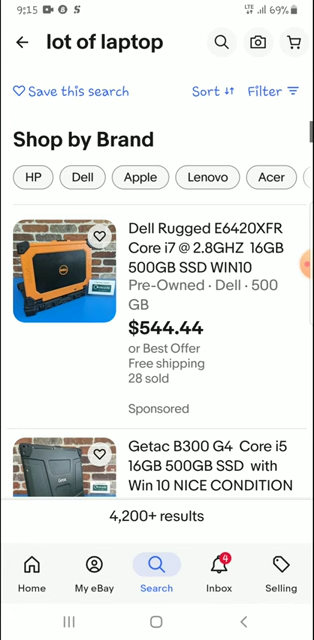 9:15
LTE
69%
lot of laptop
Save this search
Sort
Filter
Shop by Brand
HP
Dell
Apple
Lenovo
Acer
Dell Rugged E6420XFR
Core i7 @ 2.8GHZ 16GB
500GB SSD WIN10
Pre-Owned · Dell · 500
GB
$544.44
or Best Offer
Free shipping
28 sold
Sponsored
Getac B300 G4 Core i5
16GB 500GB SSD with
Win 10 NICE CONDITION
4,200+ results
4
Home
My eBay
Search
Inbox
Selling